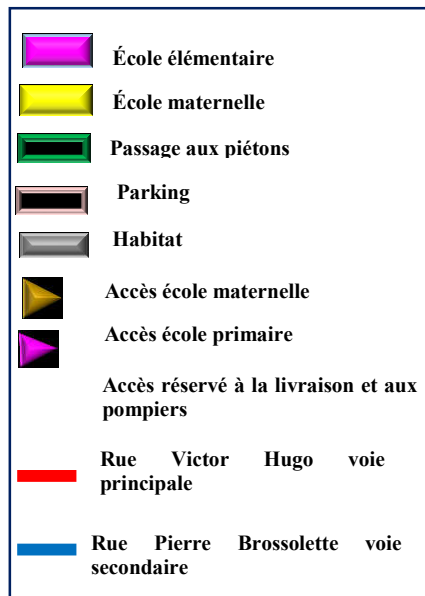 École élémentaire
École maternelle
Passage aux piétons
Parking
Habitat
Accès école maternelle
Accès école primaire
Accès réservé à la livraison et aux
pompiers
Rue Victor Hugo voie
principale
Rue Pierre Brossolette voie
secondaire